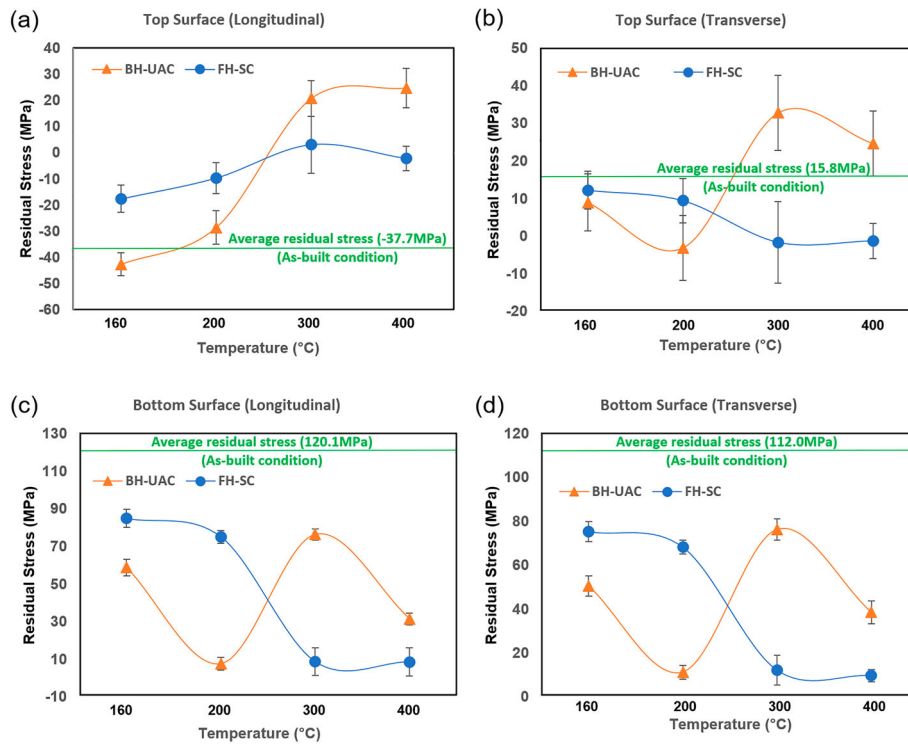 (a)
Top Surface (Longitudinal)
40
30
20
10
0
-10
-20
-30
-40
-50
-60
Residual Stress (MPa)
BH-UAC
FH-SC
Average residual stress (-37.7MPa)
(As-built condition)
160
200
300
400
Temperature (°C)
(b)
Top Surface (Transverse)
50
40
30
20
10
0
-10
-20
Residual Stress (MPa)
BH-UAC
FH-SC
Average residual stress (15.8MPa)
(As-built condition)
160
200
300
400
Temperature (°C)
(c)
Bottom Surface (Longitudinal)
130
110
90
70
50
30
10
-10
Residual Stress (MPa)
Average residual stress (120.1MPa)
(As-built condition)
BH-UAC
FH-SC
160
200
300
400
Temperature (°C)
(d)
Bottom Surface (Transverse)
120
100
80
60
40
20
0
Residual Stress (MPa)
Average residual stress (112.0MPa)
(As-built condition)
BH-UAC
FH-SC
160
200
300
400
Temperature (°C)